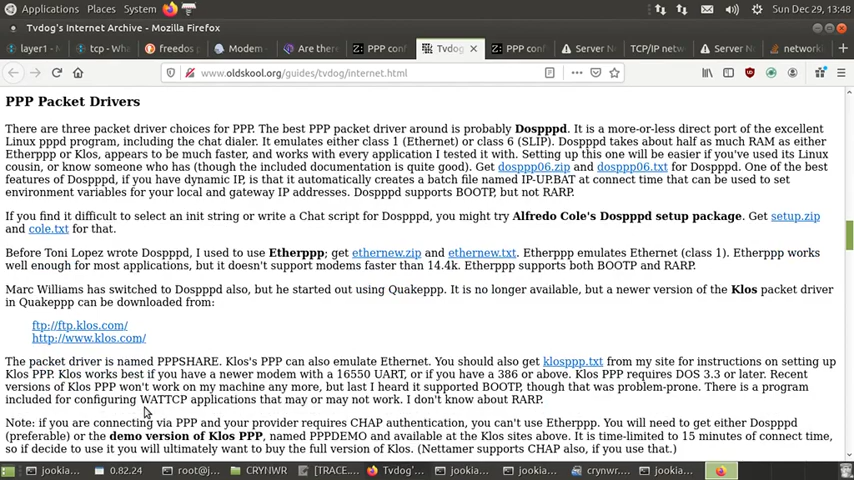 Applications Places System Sun Dec 29, 13:48
Tvdog's Internet Archive - Mozilla Firefox
layer1 - N tcp - Wha freedos p Modem - Are there PPP conf Tvdog' PPP conf Server N TCP/IP netw Server N networki
www.oldskool.org/guides/tvdog/internet.html
PPP Packet Drivers
There are three packet driver choices for PPP. The best PPP packet driver around is probably Dospppd. It is a more-or-less direct port of the excellent
Linux pppd program, including the chat dialer. It emulates either class 1 (Ethernet) or class 6 (SLIP). Dospppd takes about half as much RAM as either
Etherppp or Klos, appears to be much faster, and works with every application I tested it with. Setting up this one will be easier if you've used its Linux
cousin, or know someone who has (though the included documentation is quite good). Get dosppp06.zip and dosppp06.txt for Dospppd. One of the best
features of Dospppd, if you have dynamic IP, is that it automatically creates a batch file named IP-UP.BAT at connect time that can be used to set
environment variables for your local and gateway IP addresses. Dospppd supports BOOTP, but not RARP.
If you find it difficult to select an init string or write a Chat script for Dospppd, you might try Alfredo Cole's Dospppd setup package. Get setup.zip
and cole.txt for that.
Before Toni Lopez wrote Dospppd, I used to use Etherppp; get ethernew.zip and ethernew.txt. Etherppp emulates Ethernet (class 1). Etherppp works
well enough for most applications, but it doesn't support modems faster than 14.4k. Etherppp supports both BOOTP and RARP.
Marc Williams has switched to Dospppd also, but he started out using Quakeppp. It is no longer available, but a newer version of the Klos packet driver
in Quakeppp can be downloaded from:
ftp://ftp.klos.com/
http://www.klos.com/
The packet driver is named PPPSHARE. Klos's PPP can also emulate Ethernet. You should also get klosppp.txt from my site for instructions on setting up
Klos PPP. Klos works best if you have a newer modem with a 16550 UART, or if you have a 386 or above. Klos PPP requires DOS 3.3 or later. Recent
versions of Klos PPP won't work on my machine any more, but last I heard it supported BOOTP, though that was problem-prone. There is a program
included for configuring WATTCP applications that may or may not work. I don't know about RARP.
Note: if you are connecting via PPP and your provider requires CHAP authentication, you can't use Etherppp. You will need to get either Dospppd
(preferable) or the demo version of Klos PPP, named PPPDEMO and available at the Klos sites above. It is time-limited to 15 minutes of connect time,
so if decide to use it you will ultimately want to buy the full version of Klos. (Nettamer supports CHAP also, if you use that.)
jookia... 0.82.24 root@j... CRYNWR [TRACE... Tvdog'... jookia... jookia... crynwr... jookia...